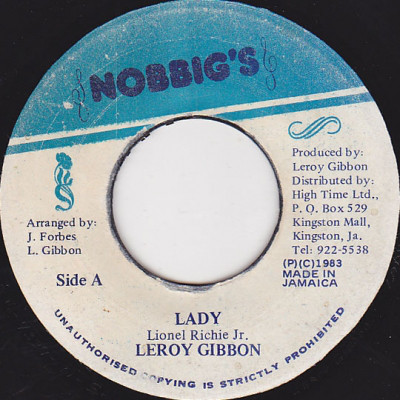 NOBBIG'S
Produced by:
Leroy Gibbon
Distributed by:
High Time Ltd.,
P. O. Box 529
Kingston Mall,
Kingston, Ja.
Tel: 922-5538
(P)(C)1983
MADE IN
JAMAICA
Arranged by:
J. Forbes
L. Gibbon
Side A
LADY
Lionel Richie Jr.
LEROY GIBBON
UNAUTHORISED COPYING IS STRICTLY PROHIBITED